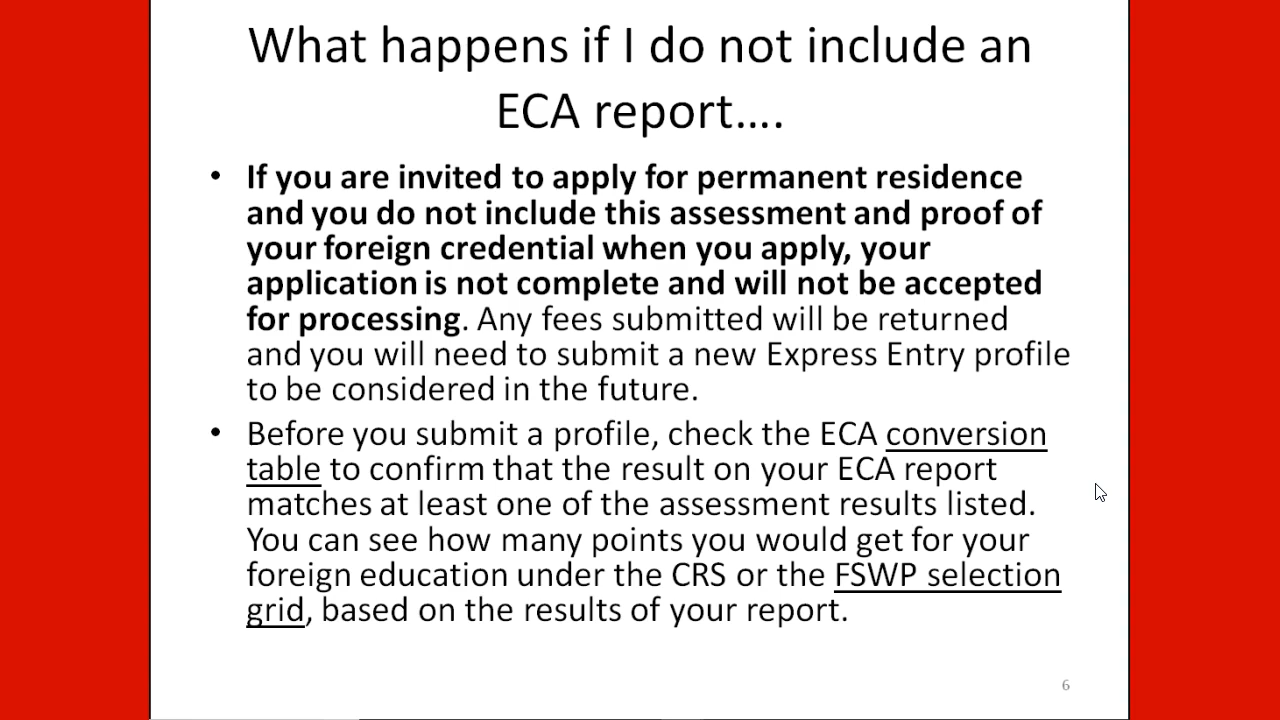 What happens if I do not include an
ECA report….
• If you are invited to apply for permanent residence
and you do not include this assessment and proof of
your foreign credential when you apply, your
application is not complete and will not be accepted
for processing. Any fees submitted will be returned
and you will need to submit a new Express Entry profile
to be considered in the future.
• Before you submit a profile, check the ECA conversion
table to confirm that the result on your ECA report
matches at least one of the assessment results listed.
You can see how many points you would get for your
foreign education under the CRS or the FSWP selection
grid, based on the results of your report.
6